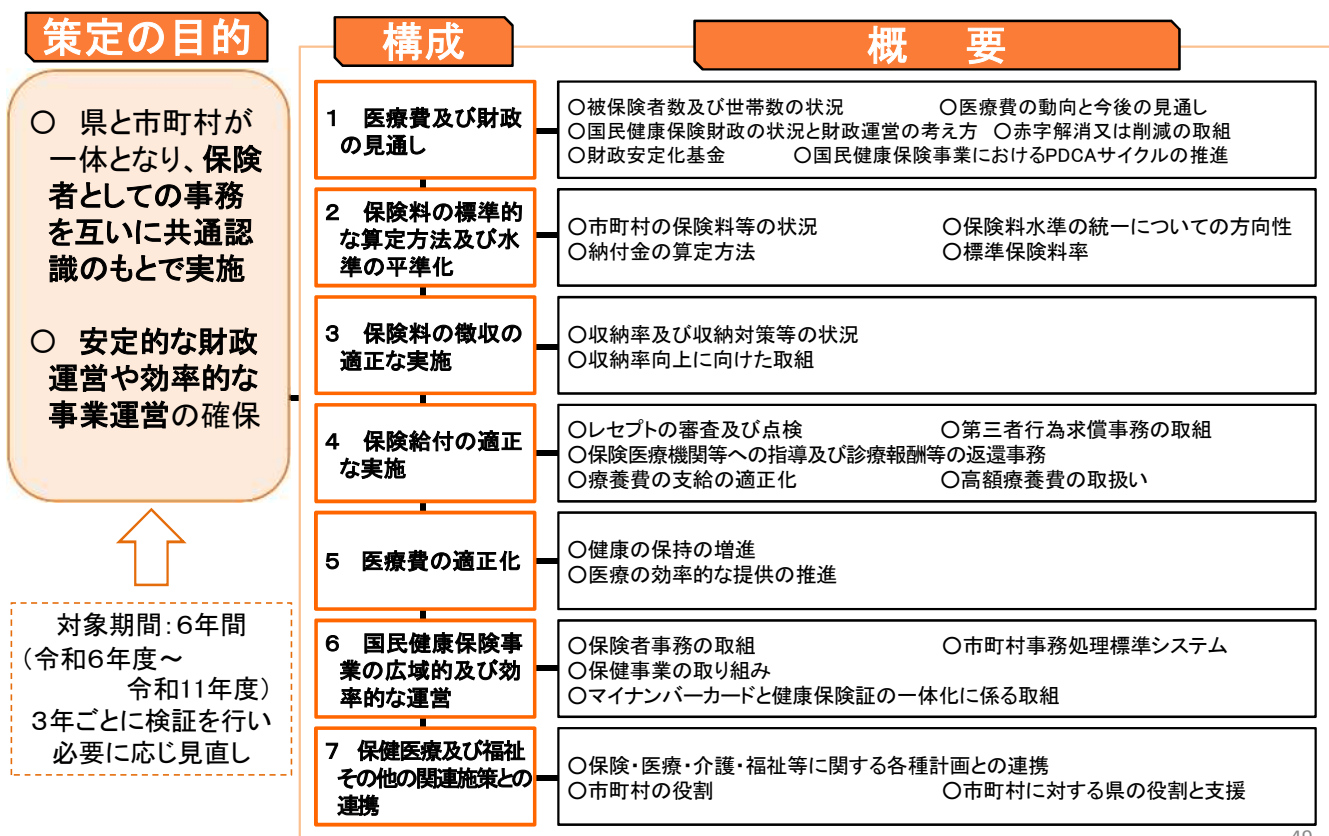 策定の目的
○　県と市町村が
一体となり、保険
者としての事務
を互いに共通認
識のもとで実施
○　安定的な財政
運営や効率的な
事業運営の確保
対象期間：６年間
（令和６年度～
令和11年度）
３年ごとに検証を行い
必要に応じ見直し
構成
概　要
１　医療費及び財政
の見通し
○被保険者数及び世帯数の状況　○医療費の動向と今後の見通し
○国民健康保険財政の状況と財政運営の考え方　○赤字解消又は削減の取組
○財政安定化基金　○国民健康保険事業におけるPDCAサイクルの推進
２　保険料の標準的
な算定方法及び水
準の平準化
○市町村の保険料等の状況　○保険料水準の統一についての方向性
○納付金の算定方法　○標準保険料率
３　保険料の徴収の
適正な実施
○収納率及び収納対策等の状況
○収納率向上に向けた取組
４　保険給付の適正
な実施
○レセプトの審査及び点検　○第三者行為求償事務の取組
○保険医療機関等への指導及び診療報酬等の返還事務
○療養費の支給の適正化　○高額療養費の取扱い
５　医療費の適正化
○健康の保持の増進
○医療の効率的な提供の推進
６　国民健康保険事
業の広域的及び効
率的な運営
○保険者事務の取組　○市町村事務処理標準システム
○保健事業の取り組み
○マイナンバーカードと健康保険証の一体化に係る取組
７　保健医療及び福祉
その他の関連施策との
連携
○保険・医療・介護・福祉等に関する各種計画との連携
○市町村の役割　○市町村に対する県の役割と支援